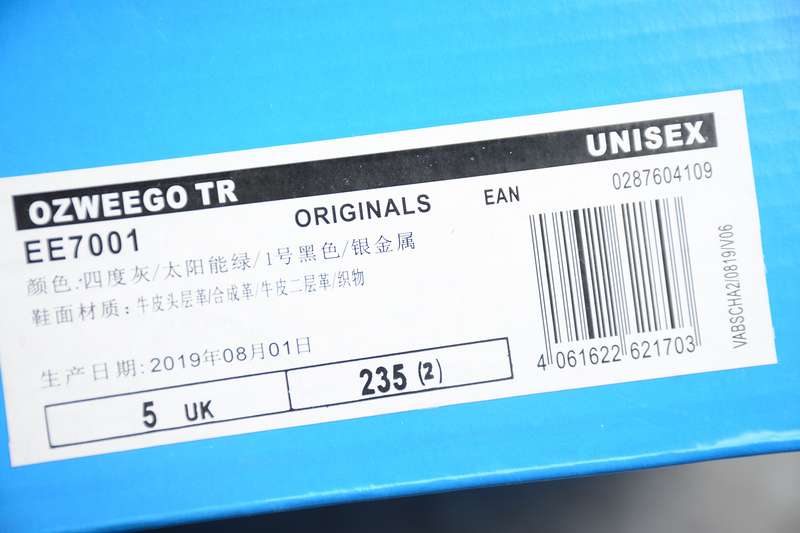 OZWEEGO TR UNISEX
EE7001 ORIGINALS EAN 0287604109
颜色:四度灰/太阳能绿/1号黑色/银金属
鞋面材质:牛皮头层革/合成革/牛皮二层革/织物
生产日期:2019年08月01日
5 UK 235 (2)
4 061622 621703
VABSCHA2/0819/V06